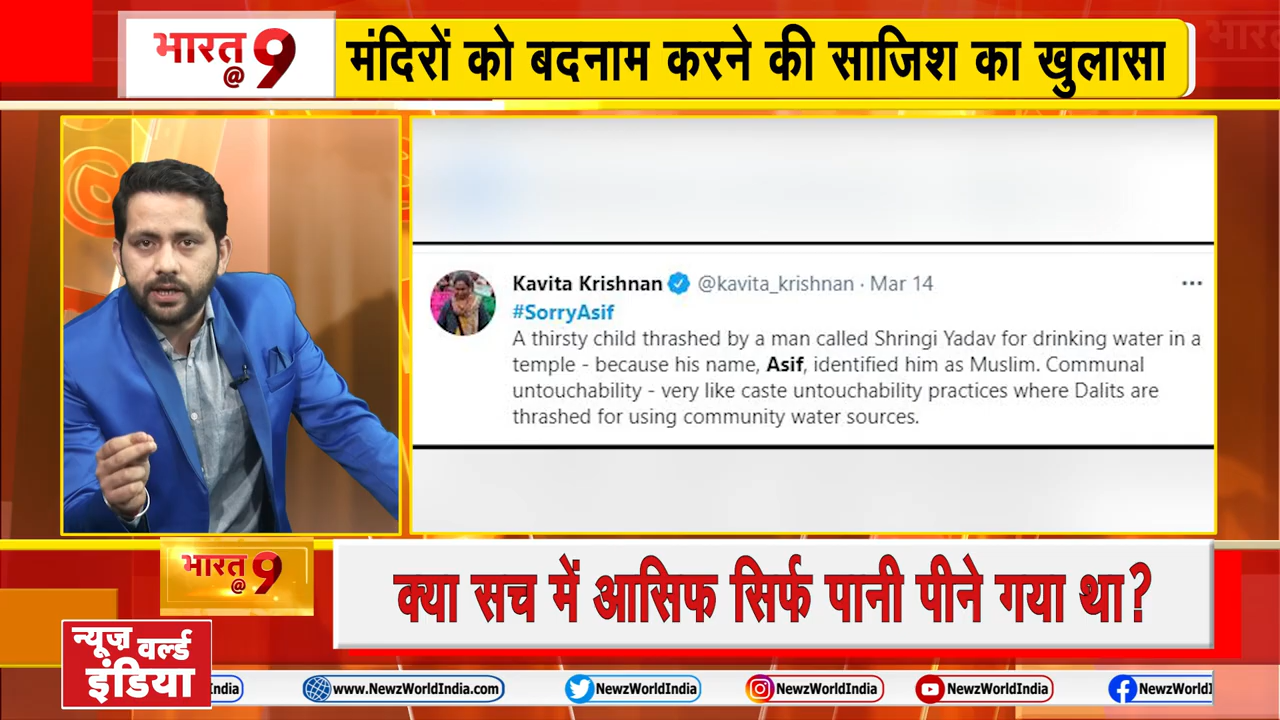 भारत
@9
मंदिरों को बदनाम करने की साजिश का खुलासा
Kavita Krishnan @kavita_krishnan · Mar 14
#SorryAsif
A thirsty child thrashed by a man called Shringi Yadav for drinking water in a
temple - because his name, Asif, identified him as Muslim. Communal
untouchability - very like caste untouchability practices where Dalits are
thrashed for using community water sources.
भारत
@9
क्या सच में आसिफ सिर्फ पानी पीने गया था?
न्यूज़ वर्ल्ड
इंडिया
ndia) www.NewzWorldIndia.com NewzWorldIndia NewzWorldIndia NewzWorldIndia NewzWorldI